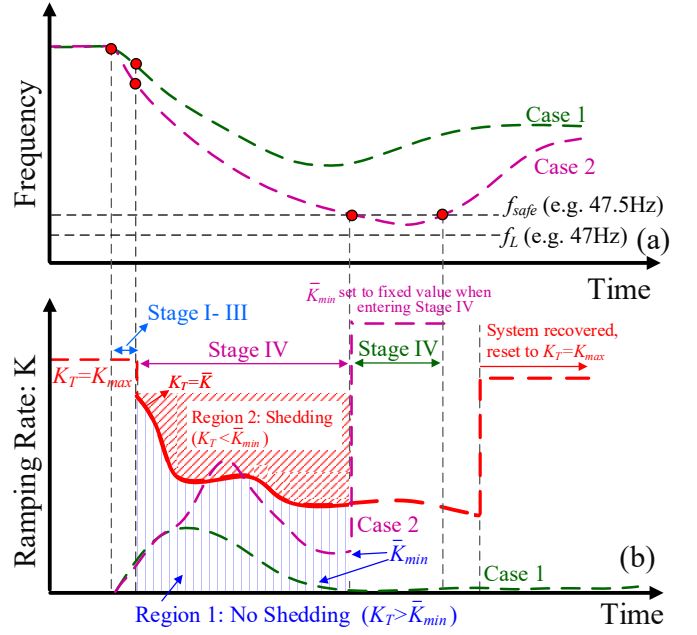 Frequency
Case 1
Case 2
f_safe (e.g. 47.5Hz)
f_L (e.g. 47Hz)
(a)
Time
K̄_min set to fixed value when
entering Stage IV
Stage I- III
System recovered,
reset to K_T=K_max
Stage IV
Stage IV
K_T=K_max
K_T=K̄
Region 2: Shedding
(K_T<K̄_min)
Ramping Rate: K
Case 2
K̄_min
(b)
Case 1
Region 1: No Shedding (K_T>K̄_min)
Time